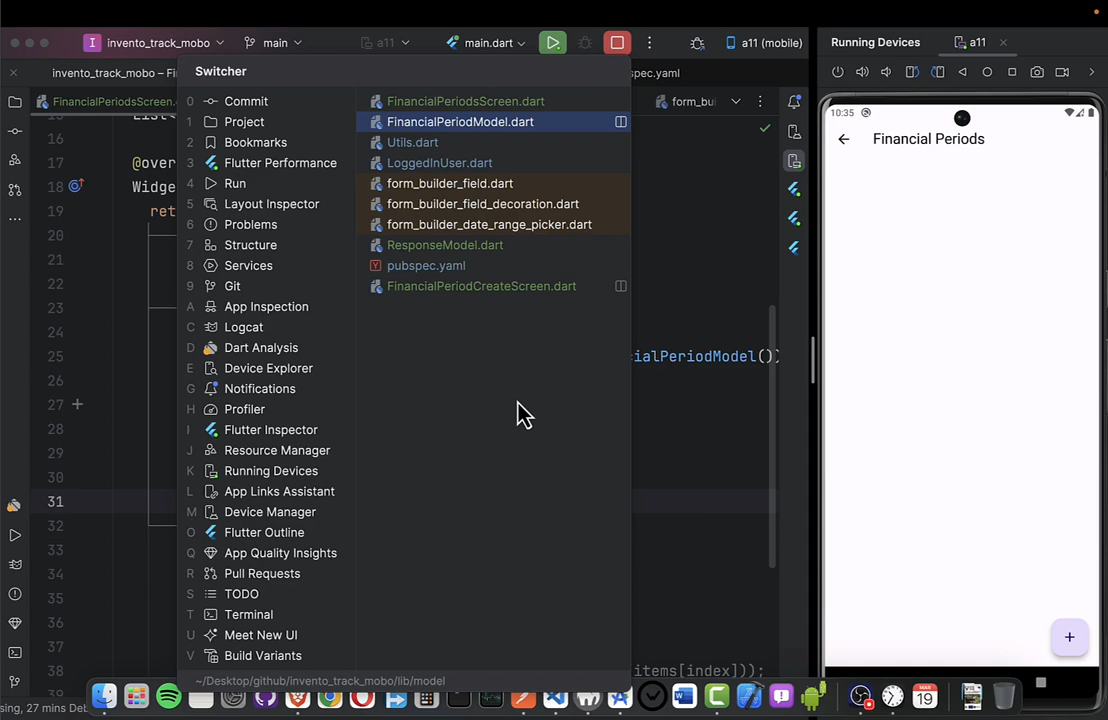 invento_track_mobo
main
a11
main.dart
a11 (mobile)
Running Devices
a11
invento_track_mobo – Fi
spec.yaml
FinancialPeriodsScreen.
form_bui
Switcher
0 Commit
1 Project
2 Bookmarks
3 Flutter Performance
4 Run
5 Layout Inspector
6 Problems
7 Structure
8 Services
9 Git
A App Inspection
C Logcat
D Dart Analysis
E Device Explorer
G Notifications
H Profiler
I Flutter Inspector
J Resource Manager
K Running Devices
L App Links Assistant
M Device Manager
O Flutter Outline
Q App Quality Insights
R Pull Requests
S TODO
T Terminal
U Meet New UI
V Build Variants
FinancialPeriodsScreen.dart
FinancialPeriodModel.dart
Utils.dart
LoggedInUser.dart
form_builder_field.dart
form_builder_field_decoration.dart
form_builder_date_range_picker.dart
ResponseModel.dart
pubspec.yaml
FinancialPeriodCreateScreen.dart
~/Desktop/github/invento_track_mobo/lib/model
16
17 @over
18 Widge
19 ret
20
21
22
23
24
25 cialPeriodModel())
26
27
28
29
30
31
32
33
34
35
36
37
38 items[index]));
sing, 27 mins
10:35
Financial Periods
+
MAR
19